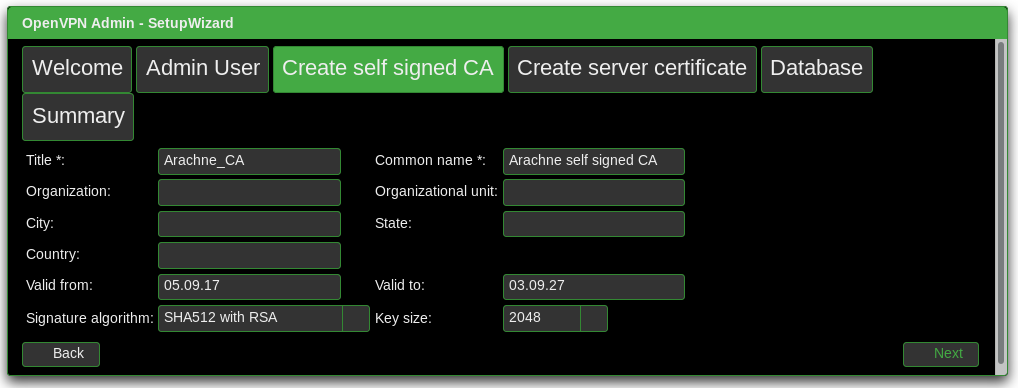 OpenVPN Admin - SetupWizard
Welcome Admin User Create self signed CA Create server certificate Database
Summary
Title *: Arachne_CA Common name *: Arachne self signed CA
Organization: Organizational unit:
City: State:
Country:
Valid from: 05.09.17 Valid to: 03.09.27
Signature algorithm: SHA512 with RSA Key size: 2048
Back Next